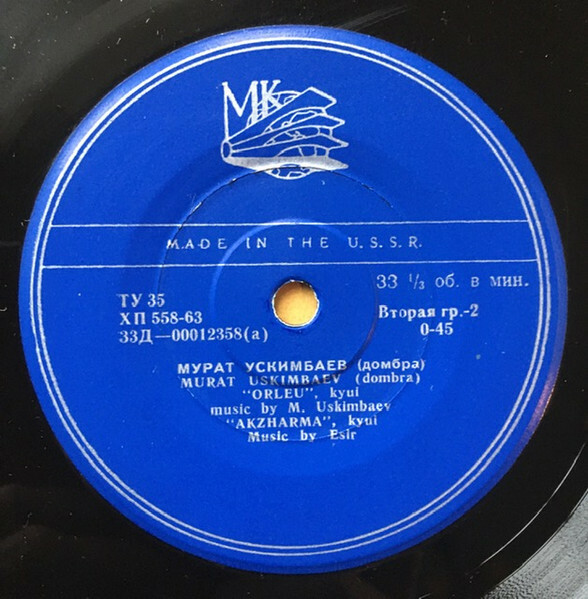 МК
MADE IN THE U.S.S.R.
33 1/3 об. в мин.
ТУ 35
ХП 558-63
33Д—00012358(а)
Вторая гр.-2
0-45
МУРАТ УСКИМБАЕВ (домбра)
MURAT USKIMBAEV (dombra)
"ORLEU", kyui
music by M. Uskimbaev
"AKZHARMA", kyui
Music by Esir